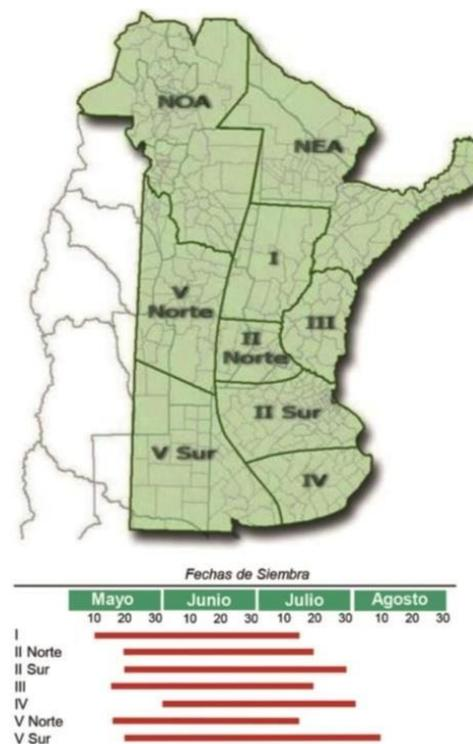 NOA
NEA
I
V
Norte
III
II
Norte
II Sur
V Sur
IV
Fechas de Siembra
Mayo Junio Julio Agosto
10 20 30 10 20 30 10 20 30 10 20 30
I
II Norte
II Sur
III
IV
V Norte
V Sur